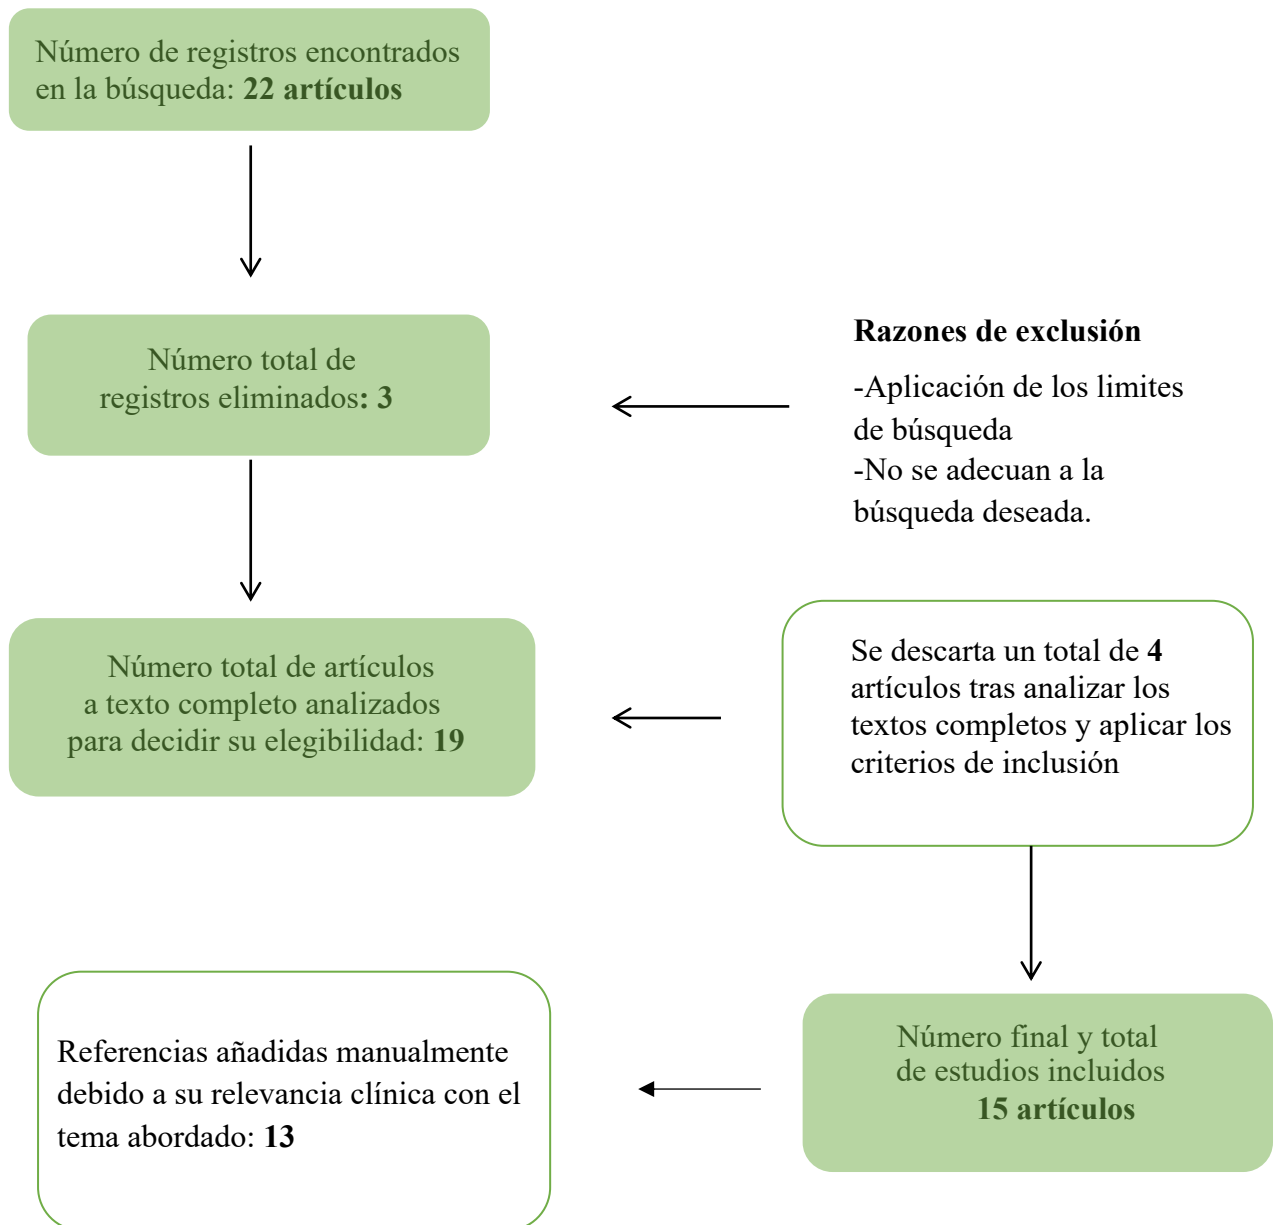 Número de registros encontrados
en la búsqueda: 22 artículos
Número total de
registros eliminados: 3
Razones de exclusión
-Aplicación de los limites
de búsqueda
-No se adecuan a la
búsqueda deseada.
Número total de artículos
a texto completo analizados
para decidir su elegibilidad: 19
Se descarta un total de 4
artículos tras analizar los
textos completos y aplicar los
criterios de inclusión
Número final y total
de estudios incluidos
15 artículos
Referencias añadidas manualmente
debido a su relevancia clínica con el
tema abordado: 13